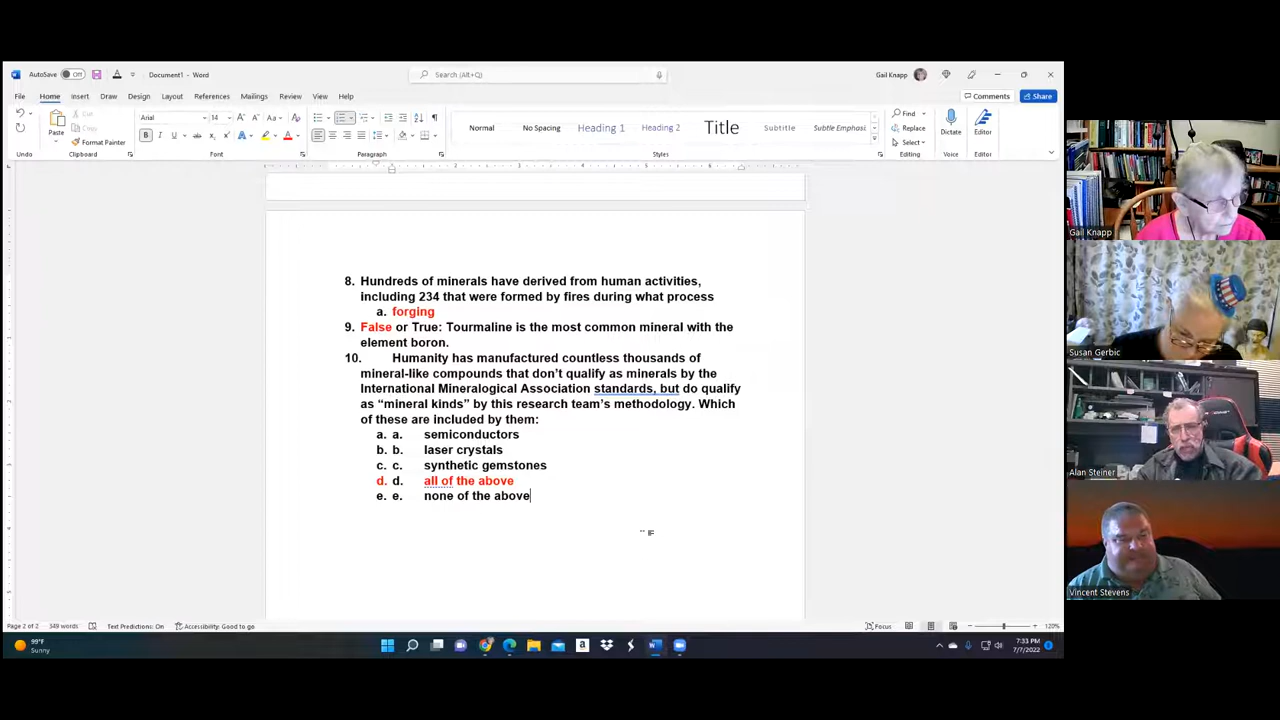 AutoSave Off Document1 - Word Search (Alt+Q) Gail Knapp
File Home Insert Draw Design Layout References Mailings Review View Help Comments Share
Paste Cut Copy Format Painter
Arial 14
Normal No Spacing Heading 1 Heading 2 Title Subtitle Subtle Emphasi
Find Replace Select Dictate Editor
Undo Clipboard Font Paragraph Styles Editing Voice Editor
8. Hundreds of minerals have derived from human activities,
including 234 that were formed by fires during what process
a. forging
9. False or True: Tourmaline is the most common mineral with the
element boron.
10. Humanity has manufactured countless thousands of
mineral-like compounds that don't qualify as minerals by the
International Mineralogical Association standards, but do qualify
as “mineral kinds” by this research team's methodology. Which
of these are included by them:
a. a. semiconductors
b. b. laser crystals
c. c. synthetic gemstones
d. d. all of the above
e. e. none of the above
Page 2 of 2 349 words Text Predictions: On Accessibility: Good to go Focus 120%
99°F
Sunny
7:33 PM
7/7/2022
Gail Knapp
Susan Gerbic
Alan Steiner
Vincent Stevens